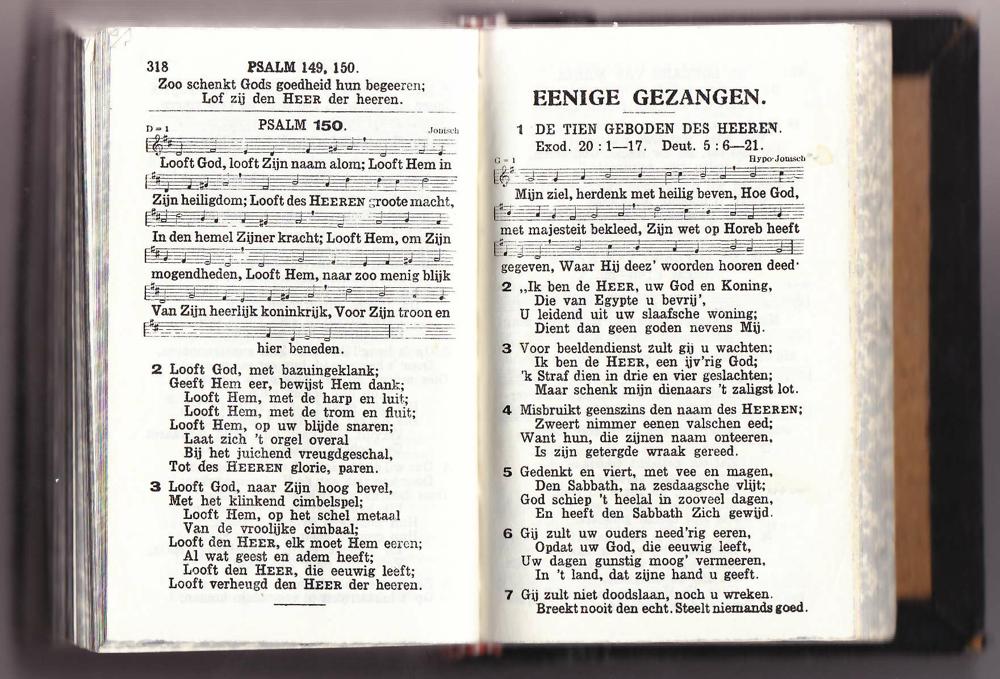 318 PSALM 149, 150.
Zoo schenkt Gods goedheid hun begeeren;
Lof zij den HEER der heeren.
PSALM 150.
D = 1 Jonisch
Looft God, looft Zijn naam alom; Looft Hem in
Zijn heiligdom; Looft des HEEREN groote macht,
In den hemel Zijner kracht; Looft Hem, om Zijn
mogendheden, Looft Hem, naar zoo menig blijk
Van Zijn heerlijk koninkrijk, Voor Zijn troon en
hier beneden.
2 Looft God, met bazuingeklank;
Geeft Hem eer, bewijst Hem dank;
Looft Hem, met de harp en luit;
Looft Hem, met de trom en fluit;
Looft Hem, op uw blijde snaren;
Laat zich 't orgel overal
Bij het juichend vreugdgeschal,
Tot des HEEREN glorie, paren.
3 Looft God, naar Zijn hoog bevel,
Met het klinkend cimbelspel;
Looft Hem, op het schel metaal
Van de vroolijke cimbaal;
Looft den HEER, elk moet Hem eeren;
Al wat geest en adem heeft;
Looft den HEER, die eeuwig leeft;
Looft verheugd den HEER der heeren.
EENIGE GEZANGEN.
1 DE TIEN GEBODEN DES HEEREN.
Exod. 20 : 1—17. Deut. 5 : 6—21.
G = 1 Hypo-Jonisch
Mijn ziel, herdenk met heilig beven, Hoe God,
met majesteit bekleed, Zijn wet op Horeb heeft
gegeven, Waar Hij deez' woorden hooren deed·
2 „Ik ben de HEER, uw God en Koning,
Die van Egypte u bevrij',
U leidend uit uw slaafsche woning;
Dient dan geen goden nevens Mij.
3 Voor beeldendienst zult gij u wachten;
Ik ben de HEER, een ijv'rig God;
'k Straf dien in drie en vier geslachten;
Maar schenk mijn dienaars 't zaligst lot.
4 Misbruikt geenszins den naam des HEEREN;
Zweert nimmer eenen valschen eed;
Want hun, die zijnen naam onteeren,
Is zijn getergde wraak gereed.
5 Gedenkt en viert, met vee en magen,
Den Sabbath, na zesdaagsche vlijt;
God schiep 't heelal in zooveel dagen,
En heeft den Sabbath Zich gewijd.
6 Gij zult uw ouders need'rig eeren,
Opdat uw God, die eeuwig leeft,
Uw dagen gunstig moog' vermeeren,
In 't land, dat zijne hand u geeft.
7 Gij zult niet doodslaan, noch u wreken.
Breekt nooit den echt. Steelt niemands goed.